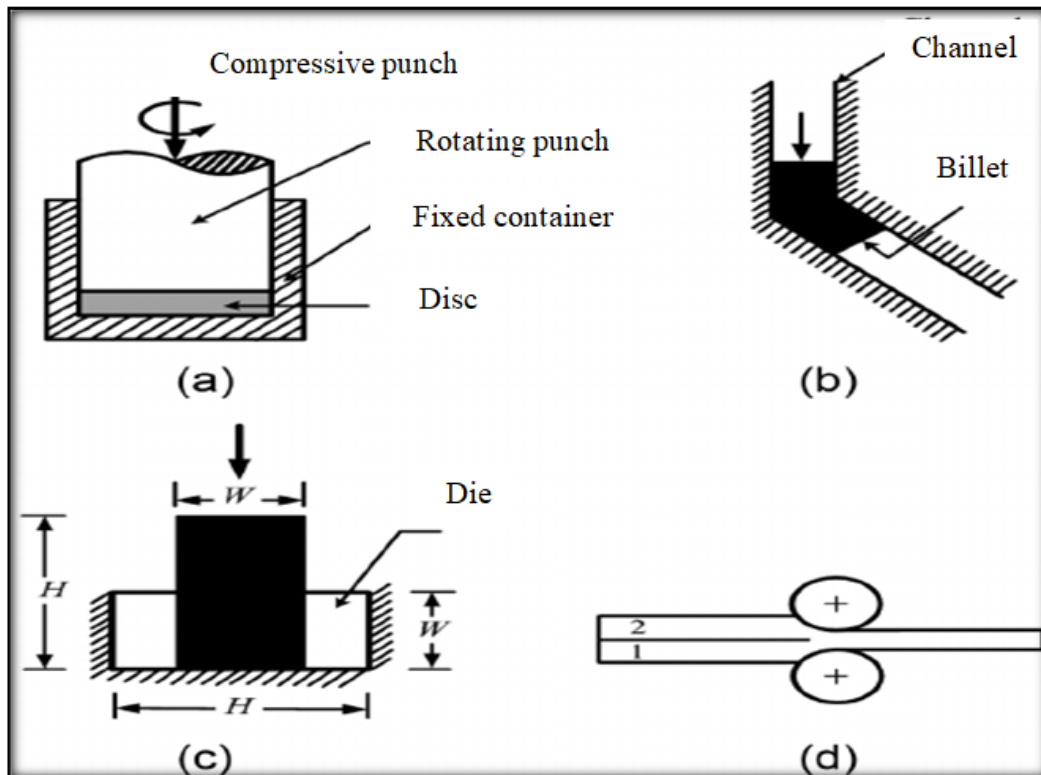 Channel
Compressive punch
Rotating punch
Billet
Fixed container
Disc
(a)
(b)
W
Die
H
W
H
2
1
(c)
(d)